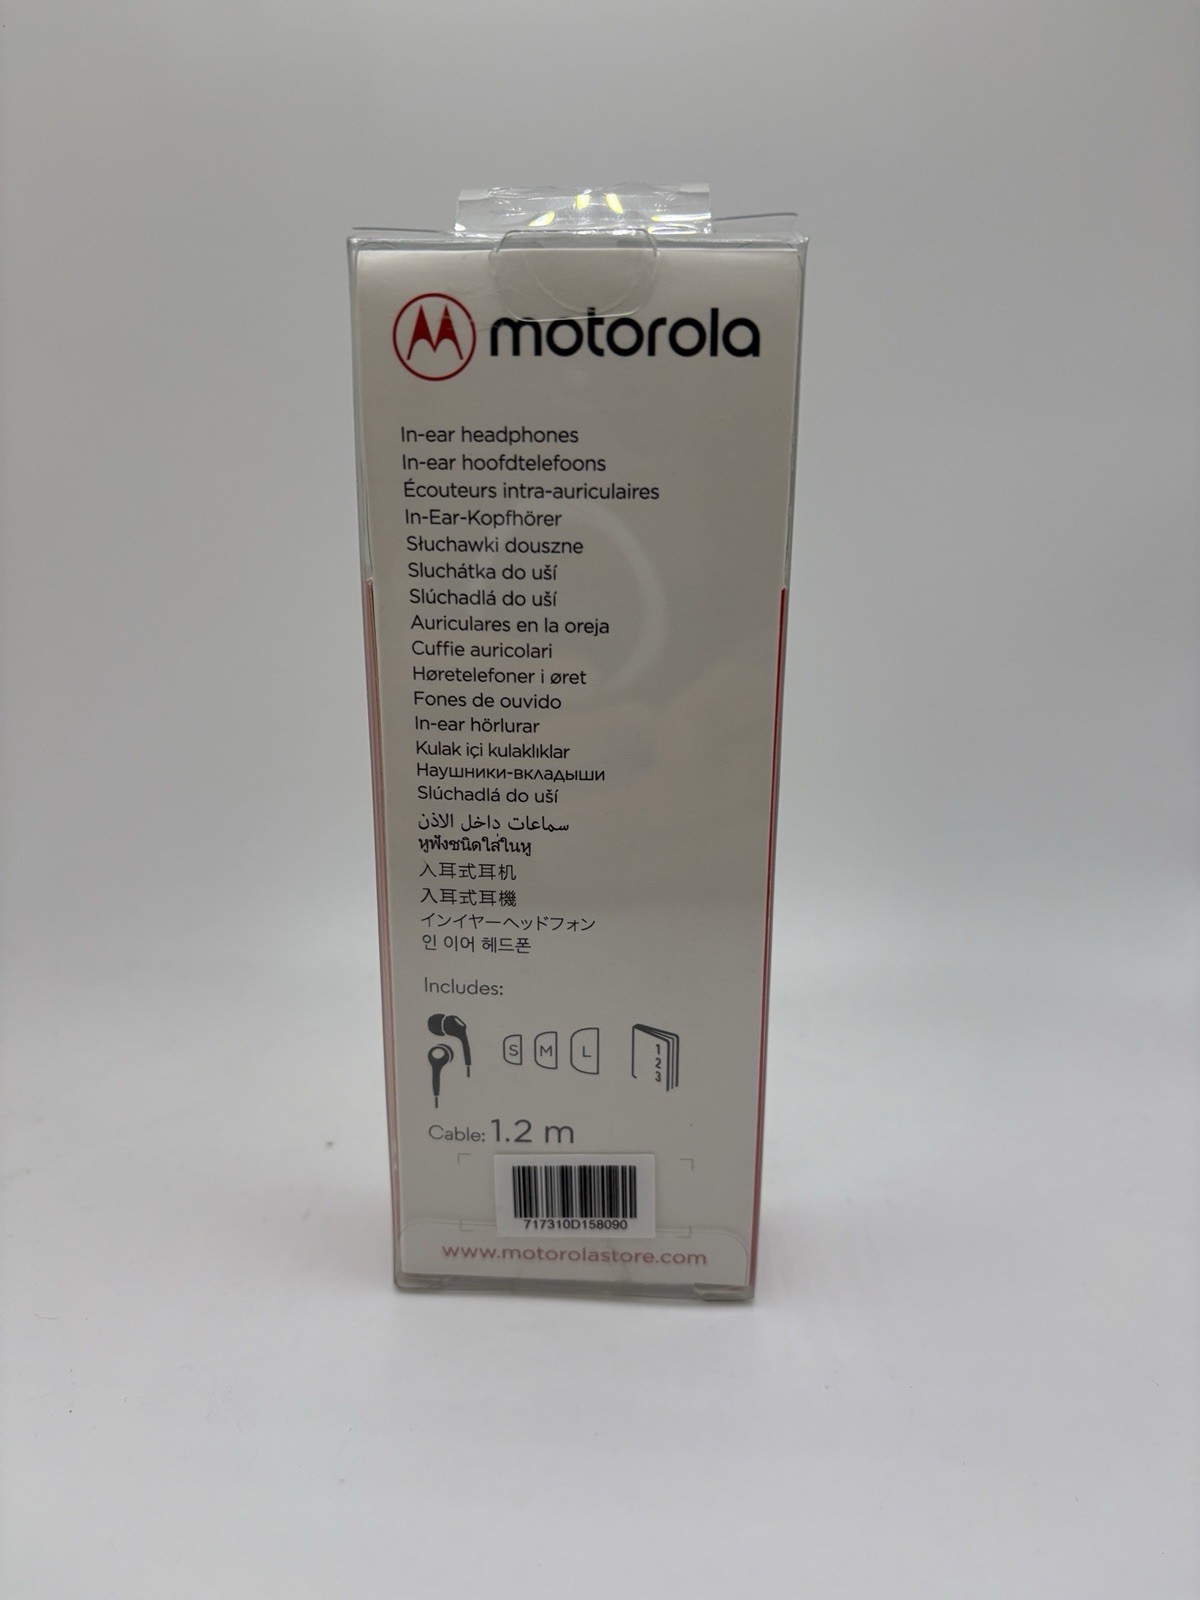 motorola
In-ear headphones
In-ear hoofdtelefoons
Écouteurs intra-auriculaires
In-Ear-Kopfhörer
Słuchawki douszne
Sluchátka do uší
Slúchadlá do uší
Auriculares en la oreja
Cuffie auricolari
Høretelefoner i øret
Fones de ouvido
In-ear hörlurar
Kulak içi kulaklıklar
Наушники-вкладыши
Slúchadlá do uší
سماعات داخل الاذن
หูฟังชนิดใส่ในหู
入耳式耳机
入耳式耳機
インイヤーヘッドフォン
인 이어 헤드폰
Includes:
S M L 1 2 3
Cable: 1.2 m
717310D158090
www.motorolastore.com